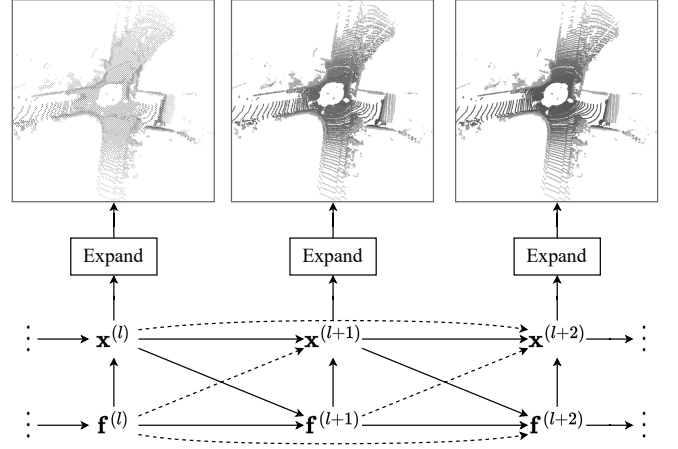 Expand Expand Expand
⋮ x^(l) x^(l+1) x^(l+2) ⋮
⋮ f^(l) f^(l+1) f^(l+2) ⋮